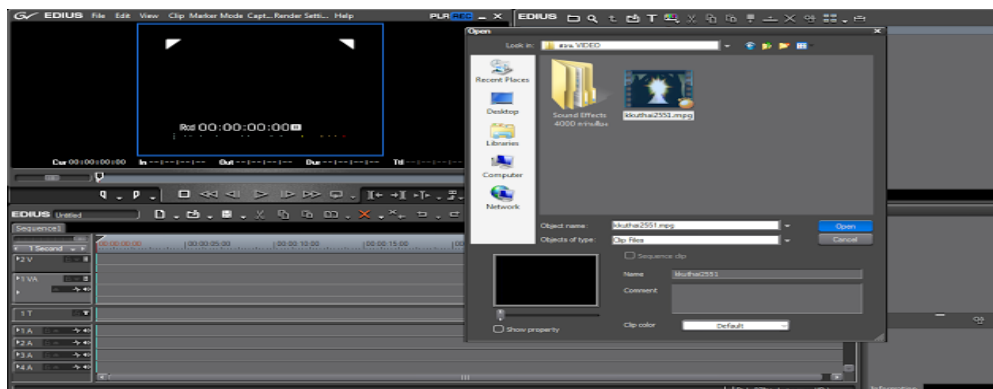 EDIUS File Edit View Clip Marker Mode Capt... Render Setti... Help PLR REC
EDIUS
Open
Look in: VIDEO
Recent Places
Desktop
Libraries
Computer
Network
Sound Effects
4000
kkuthai2551.mpg
Object name: kkuthai2551.mpg Open
Objects of type: Clip Files Cancel
Sequence clip
Name kkuthai2551
Comment
Show property
Clip color Default
Rcd 00:00:00:00
Cur 00:00:00:00 In --:--:--:-- Out --:--:--:-- Dur --:--:--:-- Ttl
EDIUS Untitled
Sequence1
1 Second
00:00:00:00 00:00:05:00 00:00:10:00 00:00:15:00
2 V
1 VA
1 T
1 A
2 A
3 A
4 A